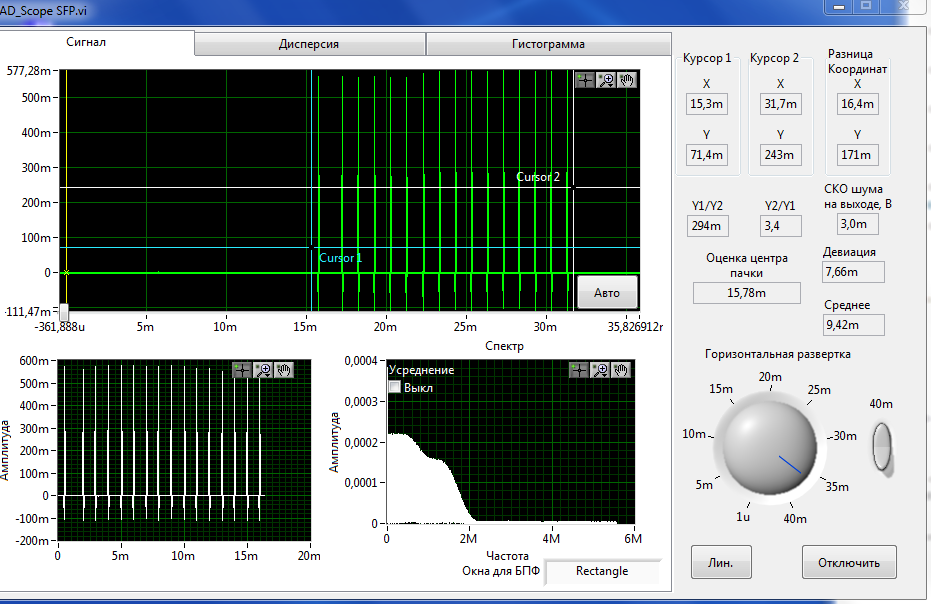 AD_Scope SFP.vi
Сигнал
Дисперсия
Гистограмма
577,28m
500m
400m
300m
200m
100m
0
-111,47m
-361,888u
5m
10m
15m
20m
25m
30m
35,826912r
Cursor 1
Cursor 2
Авто
Курсор 1
X
15,3m
Y
71,4m
Курсор 2
X
31,7m
Y
243m
Разница
Координат
X
16,4m
Y
171m
Y1/Y2
294m
Y2/Y1
3,4
СКО шума
на выходе, В
3,0m
Оценка центра
пачки
15,78m
Девиация
7,66m
Среднее
9,42m
Амплитуда
600m
500m
400m
300m
200m
100m
0
-100m
-200m
0
5m
10m
15m
20m
Спектр
Амплитуда
0,0004
0,0003
0,0002
0,0001
0
Усреднение
Выкл
0
2M
4M
6M
Частота
Окна для БПФ
Rectangle
Горизонтальная развертка
1u
5m
10m
15m
20m
25m
30m
35m
40m
40m
Лин.
Отключить